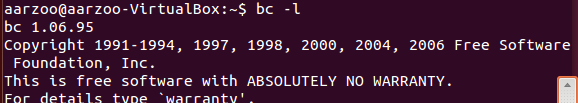 aarzoo@aarzoo-VirtualBox:~$ bc -l
bc 1.06.95
Copyright 1991-1994, 1997, 1998, 2000, 2004, 2006 Free Software
 Foundation, Inc.
This is free software with ABSOLUTELY NO WARRANTY.
For details type `warranty'.